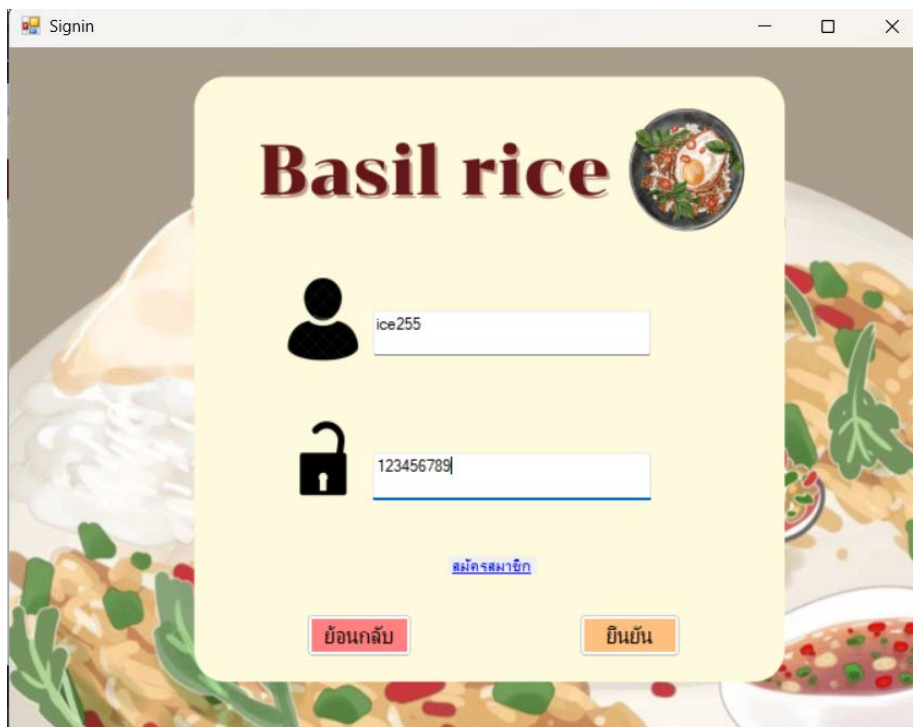 Signin
Basil rice
ice255
123456789
สมัครสมาชิก
ย้อนกลับ
ยืนยัน